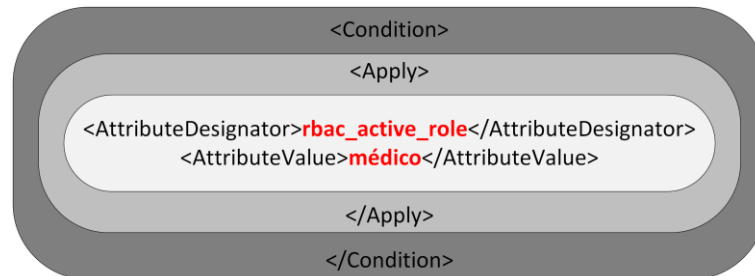 <Condition>
<Apply>
<AttributeDesignator>rbac_active_role</AttributeDesignator>
<AttributeValue>médico</AttributeValue>
</Apply>
</Condition>